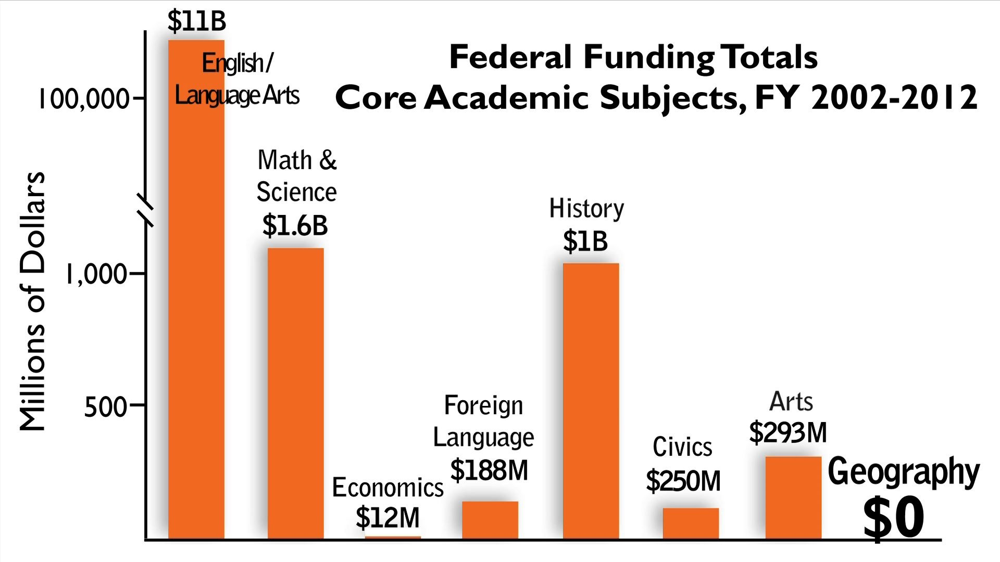 Federal Funding Totals
Core Academic Subjects, FY 2002-2012
Millions of Dollars
100,000
1,000
500
$11B
English /
Language Arts
Math &
Science
$1.6B
Economics
$12M
Foreign
Language
$188M
History
$1B
Civics
$250M
Arts
$293M
Geography
$0